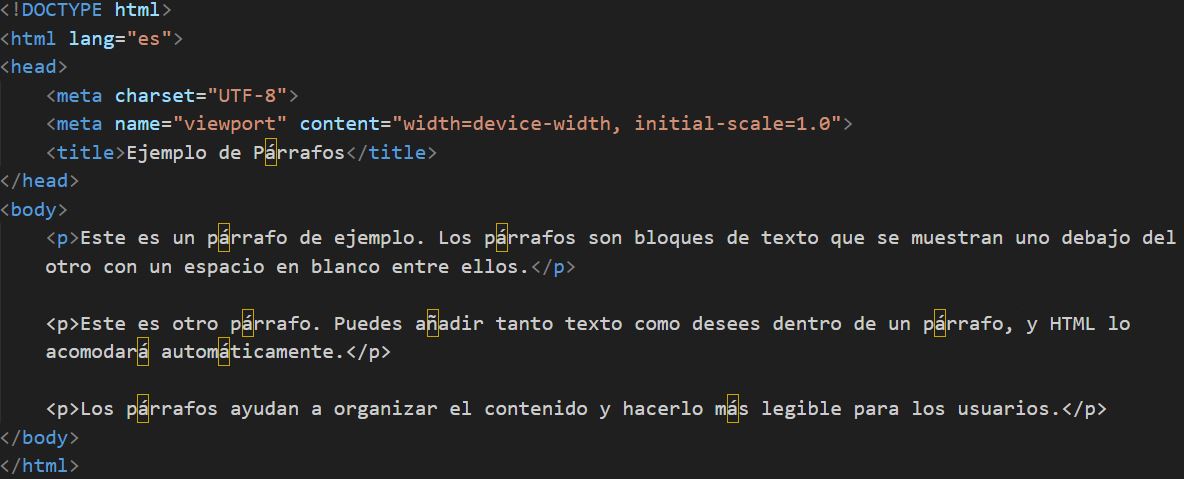 <!DOCTYPE html>
<html lang="es">
<head>
    <meta charset="UTF-8">
    <meta name="viewport" content="width=device-width, initial-scale=1.0">
    <title>Ejemplo de Párrafos</title>
</head>
<body>
    <p>Este es un párrafo de ejemplo. Los párrafos son bloques de texto que se muestran uno debajo del
    otro con un espacio en blanco entre ellos.</p>

    <p>Este es otro párrafo. Puedes añadir tanto texto como desees dentro de un párrafo, y HTML lo
    acomodará automáticamente.</p>

    <p>Los párrafos ayudan a organizar el contenido y hacerlo más legible para los usuarios.</p>
</body>
</html>